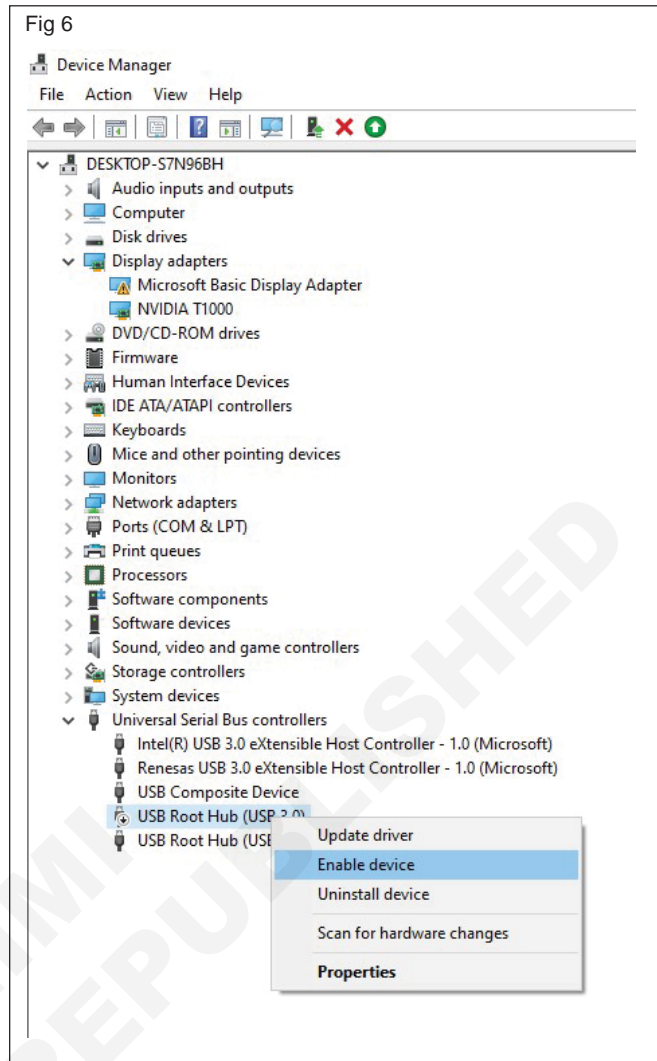 Fig 6
Device Manager
File Action View Help
DESKTOP-S7N96BH
Audio inputs and outputs
Computer
Disk drives
Display adapters
Microsoft Basic Display Adapter
NVIDIA T1000
DVD/CD-ROM drives
Firmware
Human Interface Devices
IDE ATA/ATAPI controllers
Keyboards
Mice and other pointing devices
Monitors
Network adapters
Ports (COM & LPT)
Print queues
Processors
Software components
Software devices
Sound, video and game controllers
Storage controllers
System devices
Universal Serial Bus controllers
Intel(R) USB 3.0 eXtensible Host Controller - 1.0 (Microsoft)
Renesas USB 3.0 eXtensible Host Controller - 1.0 (Microsoft)
USB Composite Device
USB Root Hub (USB 3.0)
USB Root Hub (USB
Update driver
Enable device
Uninstall device
Scan for hardware changes
Properties
REPUBLISHED